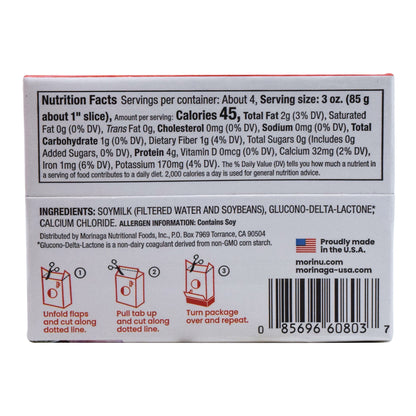 Nutrition Facts Servings per container: About 4, Serving size: 3 oz. (85 g
about 1" slice), Amount per serving: Calories 45, Total Fat 2g (3% DV), Saturated
Fat 0g (0% DV), Trans Fat 0g, Cholesterol 0mg (0% DV), Sodium 0mg (0% DV), Total
Carbohydrate 1g (0% DV), Dietary Fiber 1g (4% DV), Total Sugars 0g (Includes 0g
Added Sugars, 0% DV), Protein 4g, Vitamin D 0mcg (0% DV), Calcium 32mg (2% DV),
Iron 1mg (6% DV), Potassium 170mg (4% DV). The % Daily Value (DV) tells you how much a nutrient in
a serving of food contributes to a daily diet. 2,000 calories a day is used for general nutrition advice.
INGREDIENTS: SOYMILK (FILTERED WATER AND SOYBEANS), GLUCONO-DELTA-LACTONE,*
CALCIUM CHLORIDE. ALLERGEN INFORMATION: Contains Soy
Distributed by Morinaga Nutritional Foods, Inc., P.O. Box 7969 Torrance, CA 90504
*Glucono-Delta-Lactone is a non-dairy coagulant derived from non-GMO corn starch.
Proudly made
in the U.S.A.
morinu.com
morinaga-usa.com
1
2
3
Unfold flaps
and cut along
dotted line.
Pull tab up
and cut along
dotted line.
Turn package
over and repeat.
0 85696 60803 7